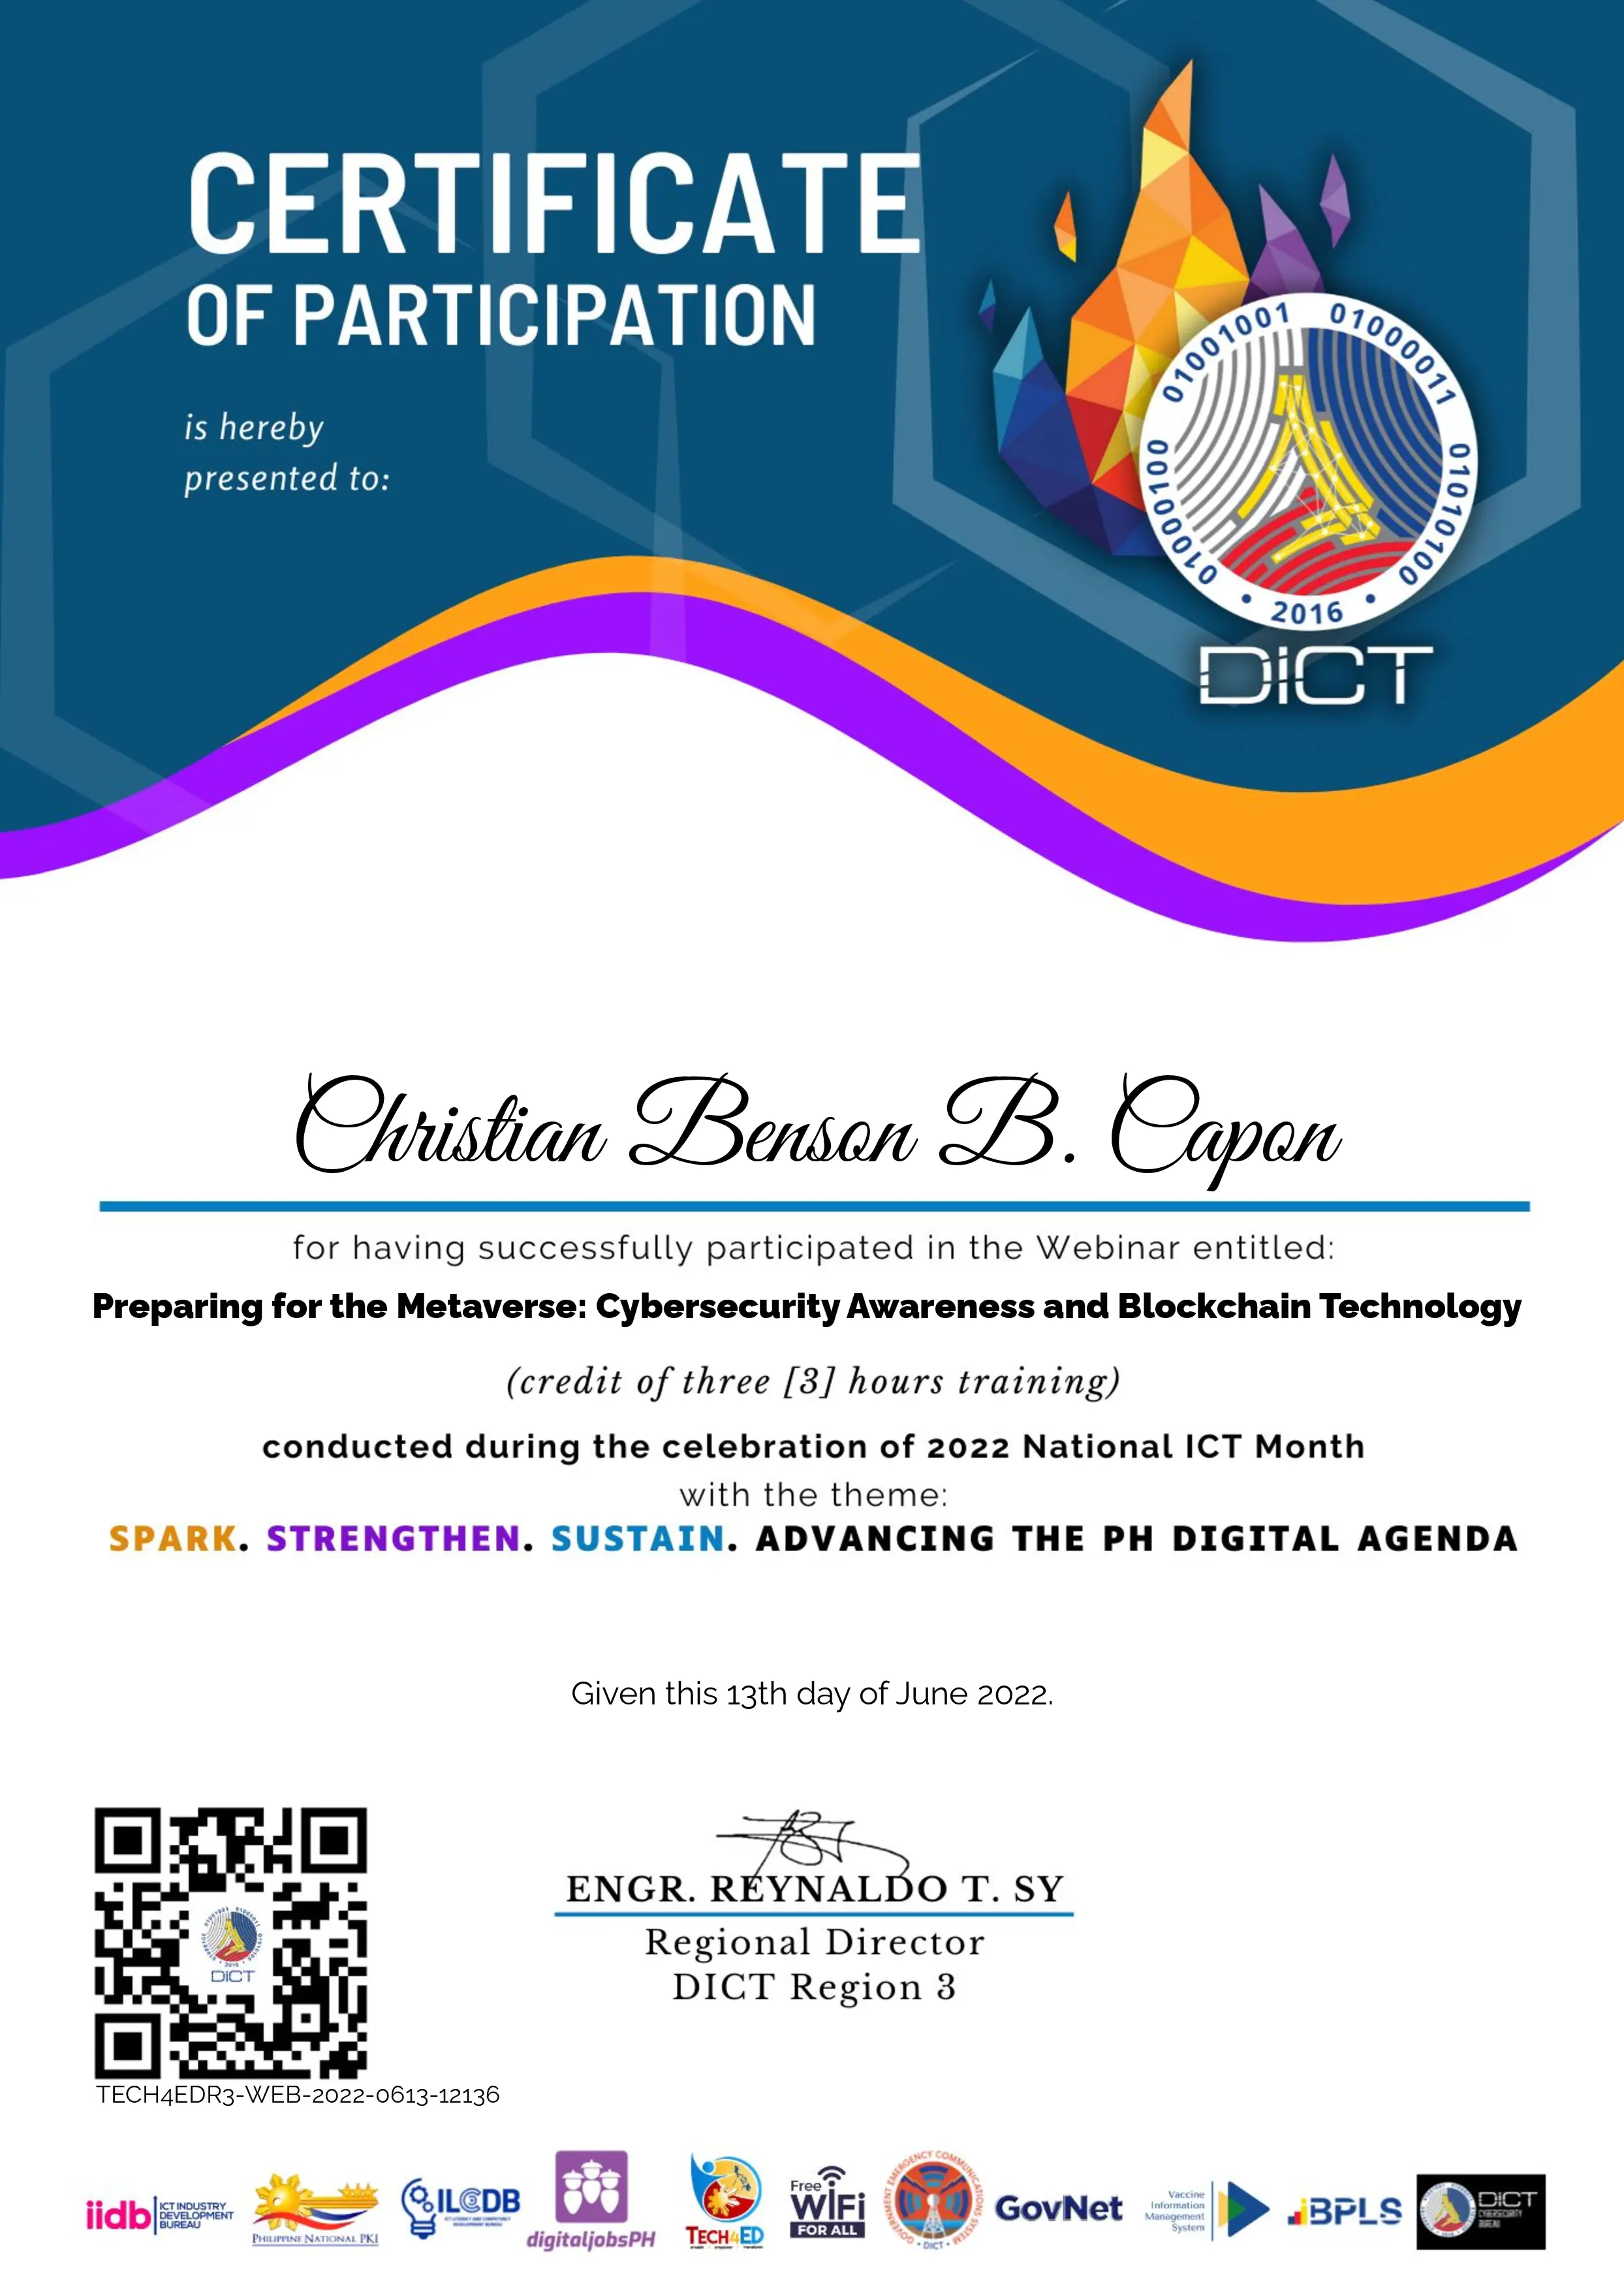 CERTIFICATE
OF PARTICIPATION
is hereby
presented to:
01001001 01000011
01000100 01010100
• 2016 •
DICT
Christian Benson B. Capon
for having successfully participated in the Webinar entitled:
Preparing for the Metaverse: Cybersecurity Awareness and Blockchain Technology
(credit of three [3] hours training)
conducted during the celebration of 2022 National ICT Month
with the theme:
SPARK. STRENGTHEN. SUSTAIN. ADVANCING THE PH DIGITAL AGENDA
Given this 13th day of June 2022.
ENGR. REYNALDO T. SY
Regional Director
DICT Region 3
DICT
TECH4EDR3-WEB-2022-0613-12136
iidb ICT INDUSTRY
DEVELOPMENT
BUREAU
PHILIPPINE NATIONAL PKI
ILCDB
digitaljobsPH
TECH4ED
Free
WiFi
FOR ALL
GOVERNMENT EMERGENCY COMMUNICATIONS SYSTEM
• DICT •
GovNet
Vaccine
Information
Management
System
iBPLS
DICT
CYBERSECURITY
BUREAU